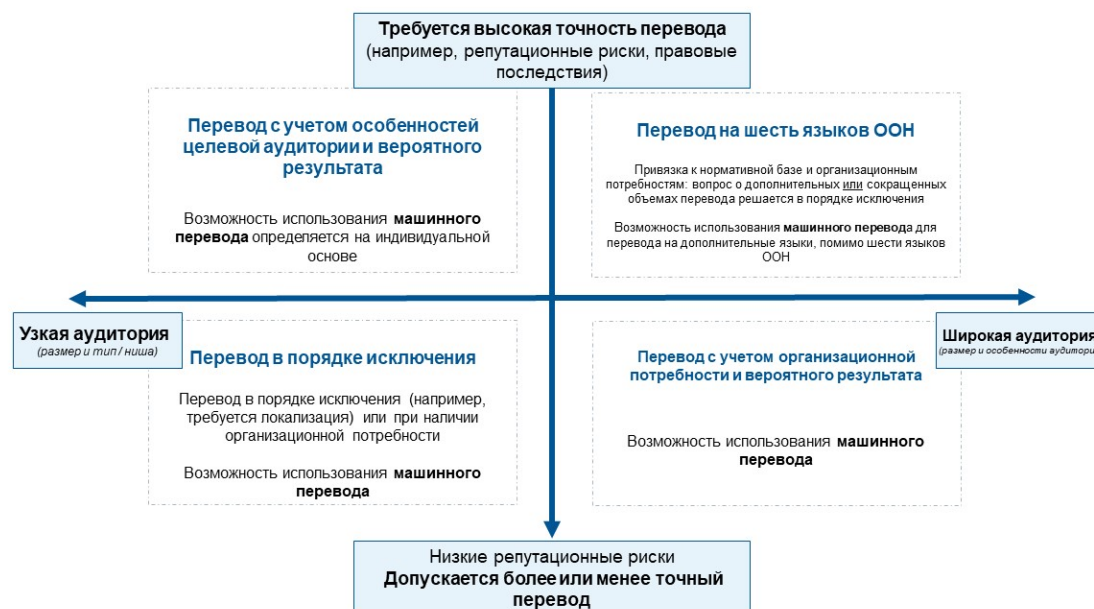 Требуется высокая точность перевода
(например, репутационные риски, правовые
последствия)
Перевод с учетом особенностей
целевой аудитории и вероятного
результата
Возможность использования машинного
перевода определяется на индивидуальной
основе
Перевод на шесть языков ООН
Привязка к нормативной базе и организационным
потребностям: вопрос о дополнительных или сокращенных
объемах перевода решается в порядке исключения
Возможность использования машинного перевода для
перевода на дополнительные языки, помимо шести языков
ООН
Узкая аудитория
(размер и тип / ниша)
Широкая аудитория
(размер и особенности аудитори
Перевод в порядке исключения
Перевод в порядке исключения (например,
требуется локализация) или при наличии
организационной потребности
Возможность использования машинного
перевода
Перевод с учетом организационной
потребности и вероятного результата
Возможность использования машинного
перевода
Низкие репутационные риски
Допускается более или менее точный
перевод